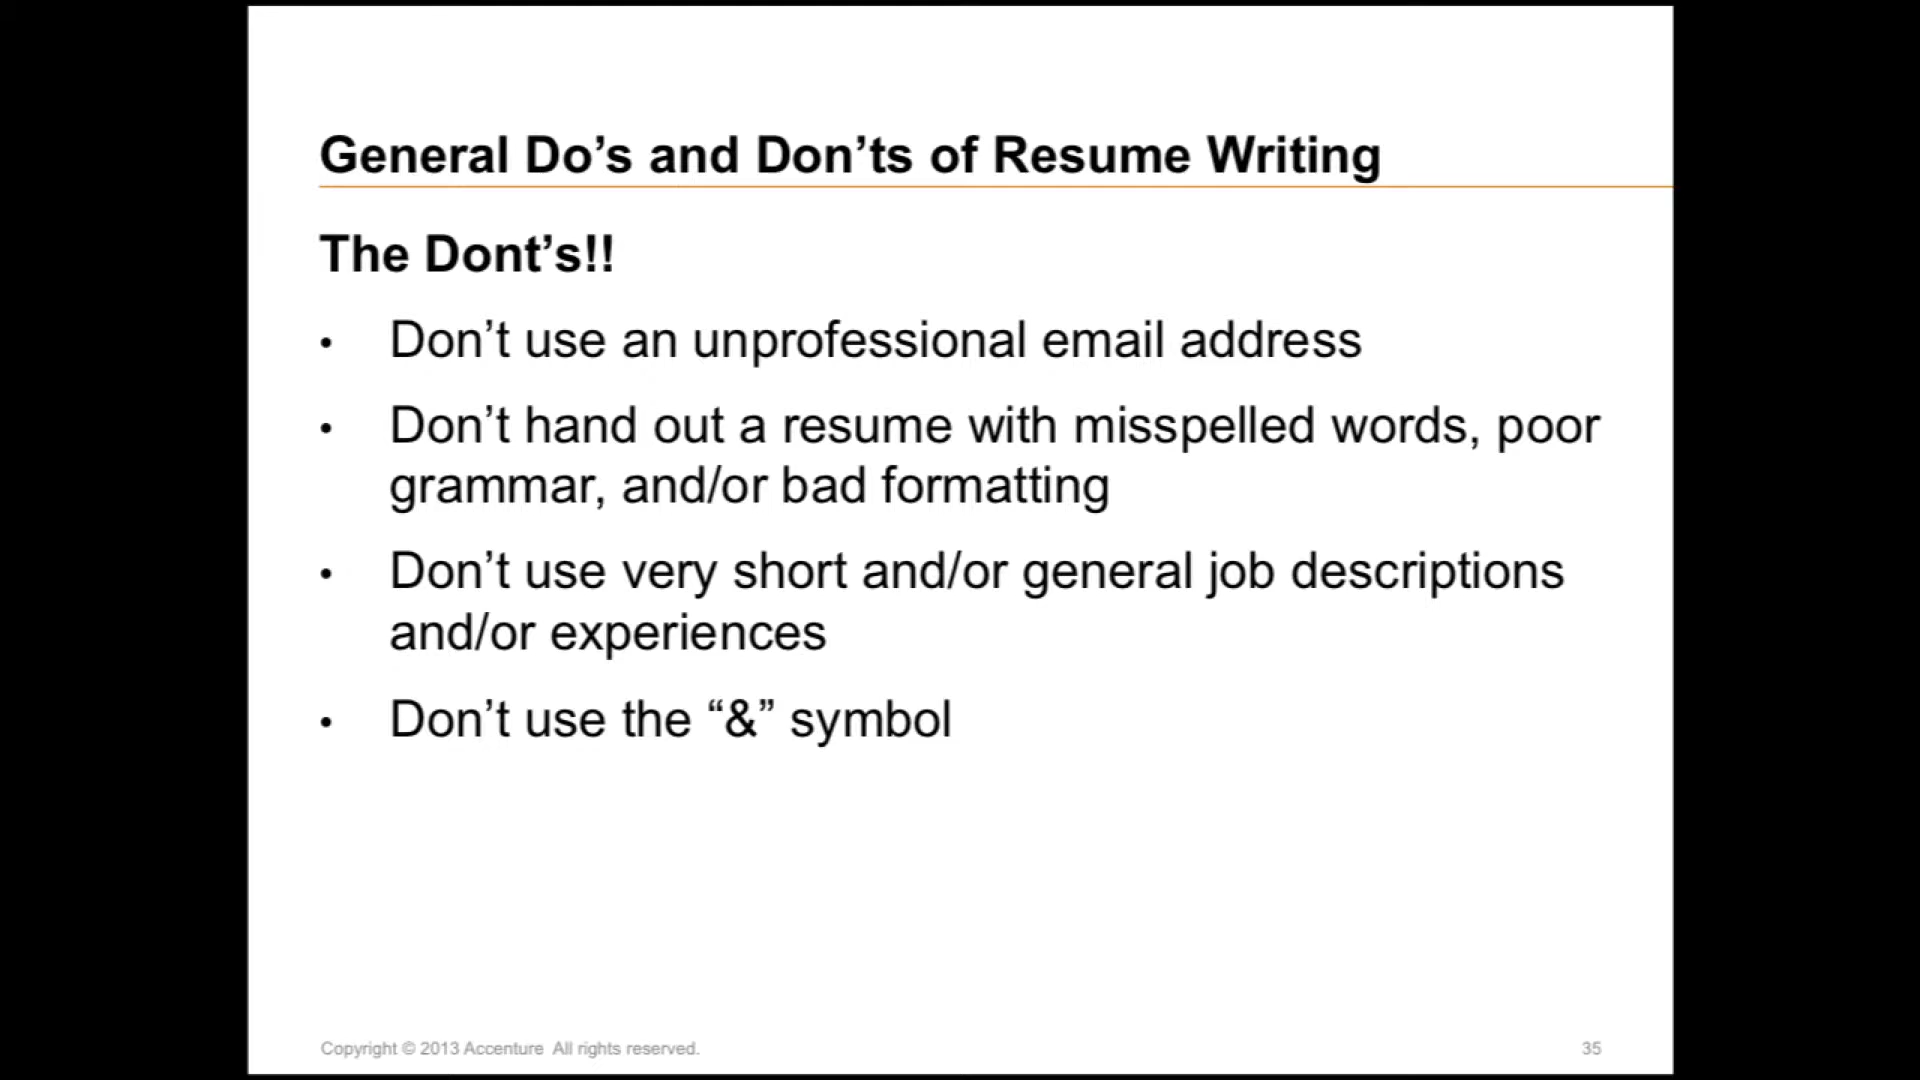 General Do’s and Don’ts of Resume Writing
The Dont’s!!
• Don’t use an unprofessional email address
• Don’t hand out a resume with misspelled words, poor
grammar, and/or bad formatting
• Don’t use very short and/or general job descriptions
and/or experiences
• Don’t use the “&” symbol
Copyright © 2013 Accenture  All rights reserved.
35